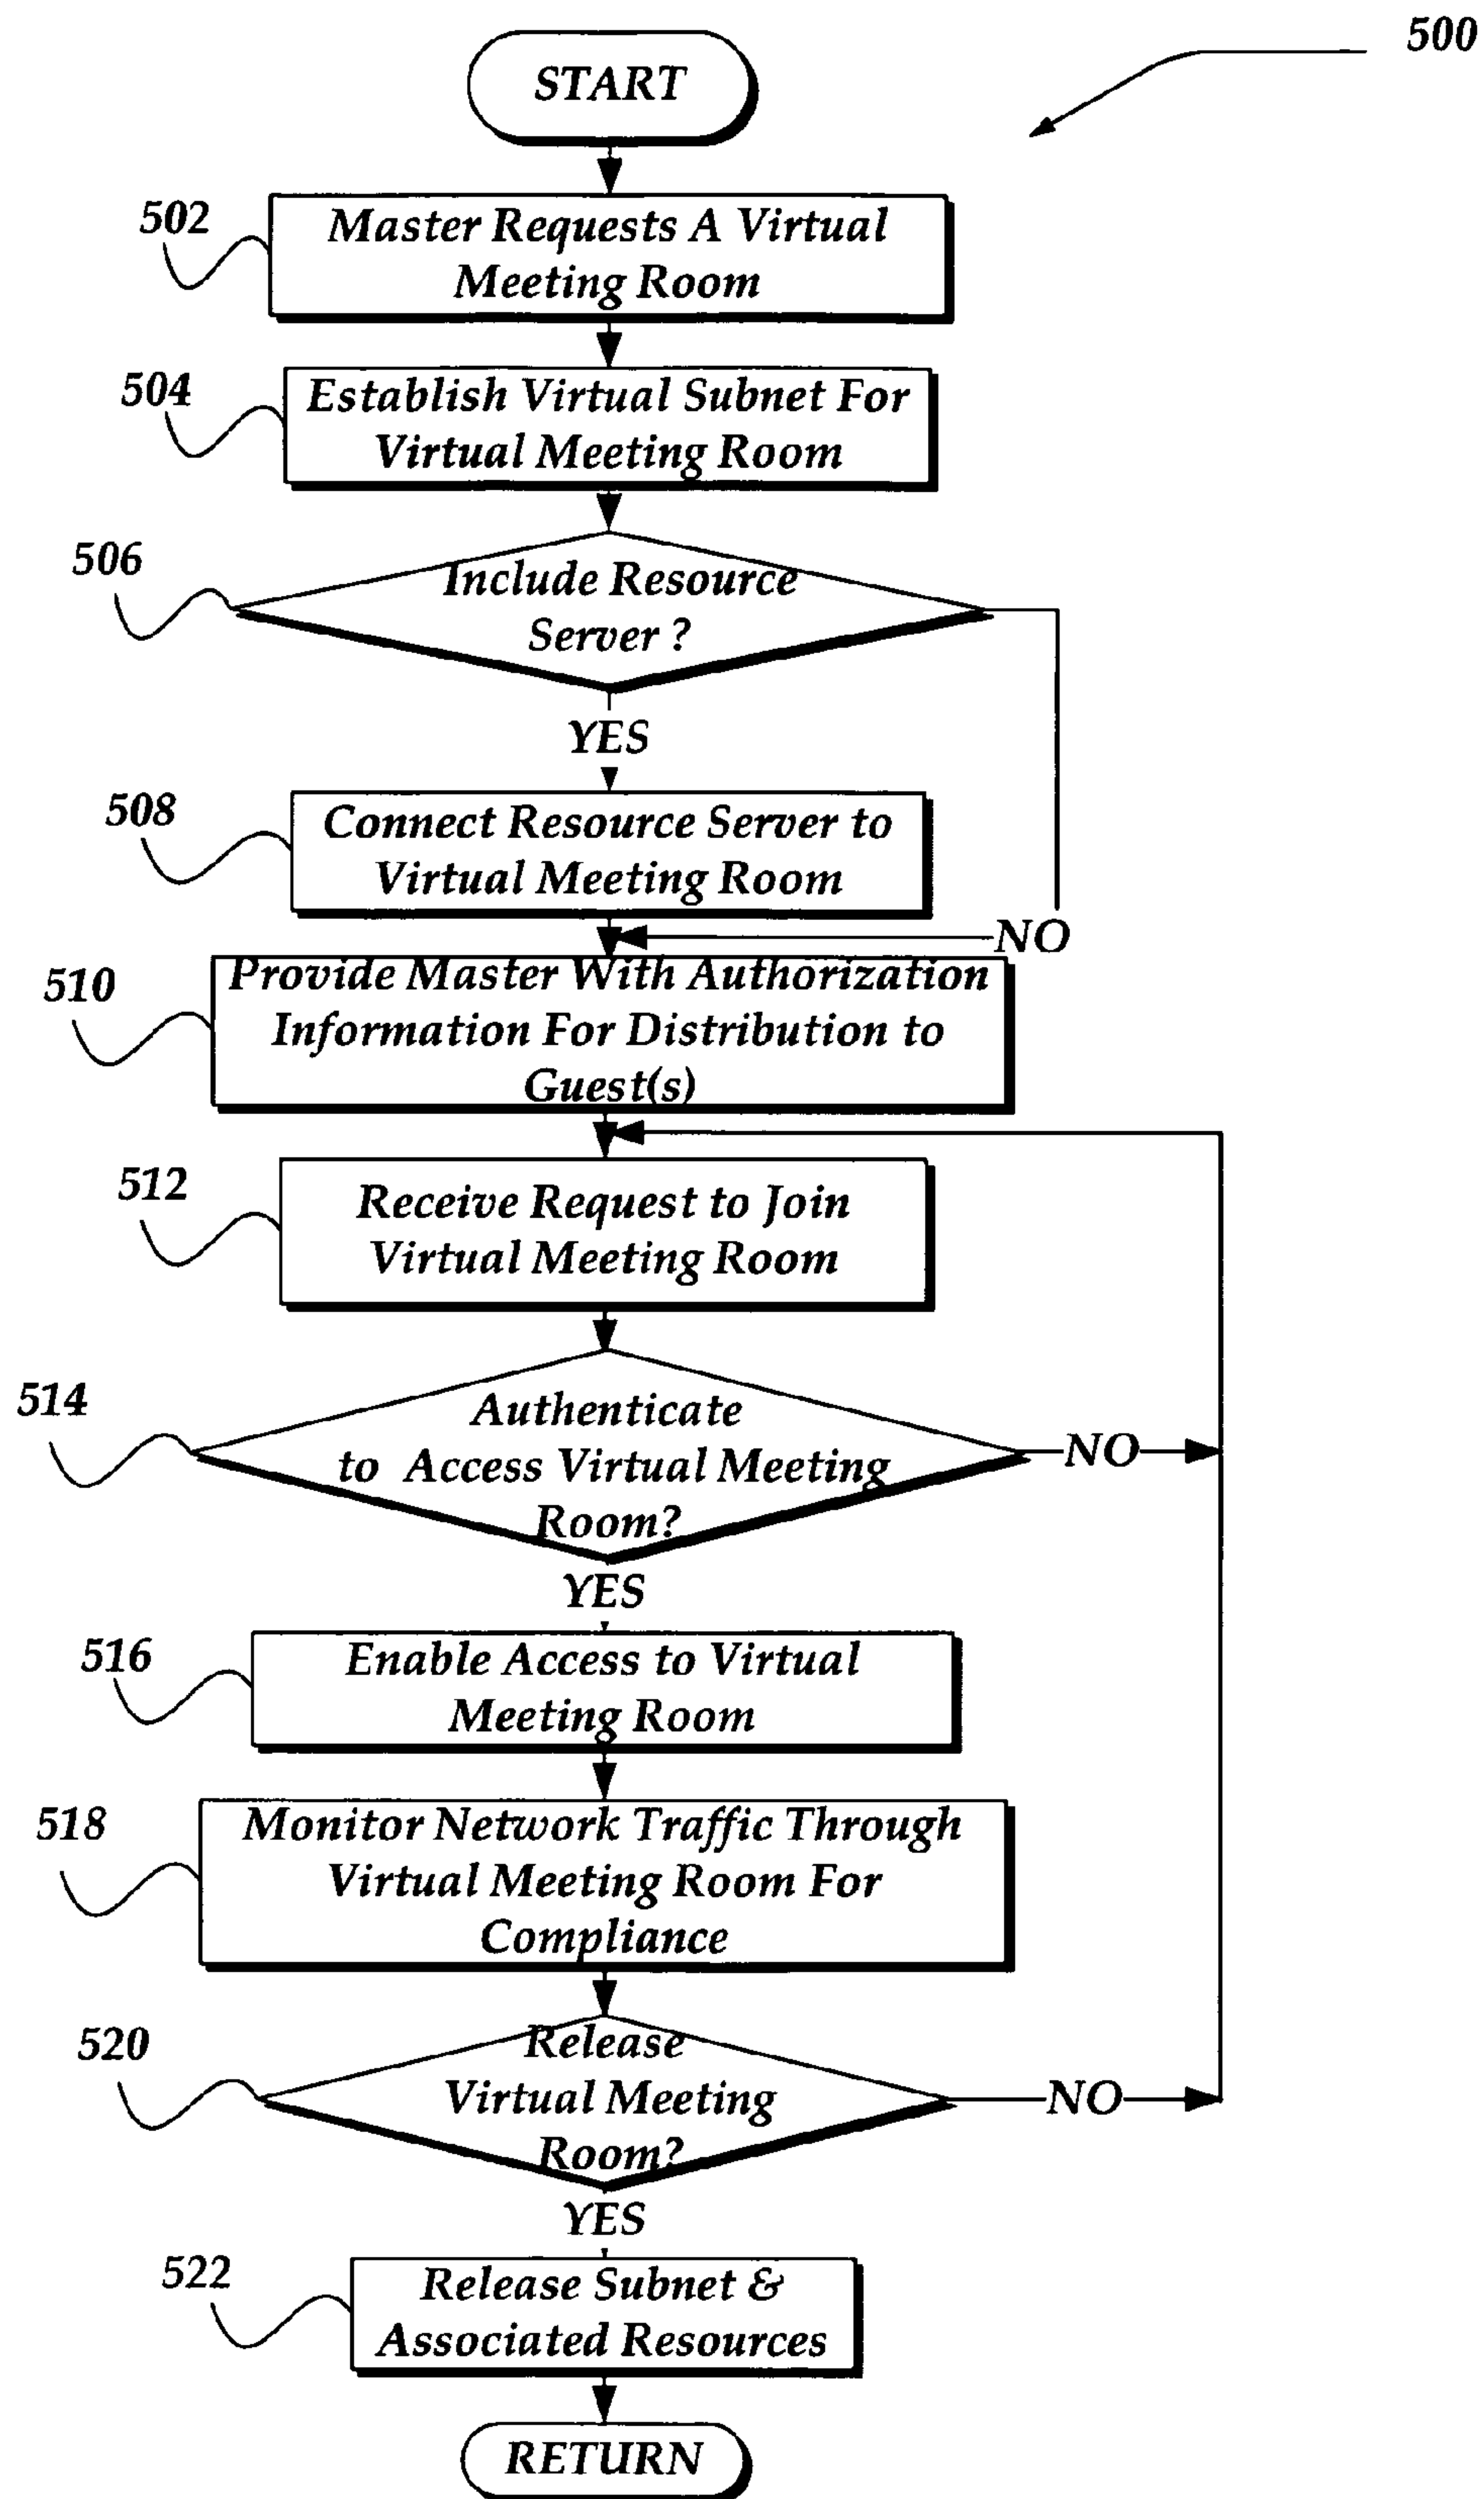 500
START
502
Master Requests A Virtual
Meeting Room
504
Establish Virtual Subnet For
Virtual Meeting Room
506
Include Resource
Server ?
YES
508
Connect Resource Server to
Virtual Meeting Room
NO
510
Provide Master With Authorization
Information For Distribution to
Guest(s)
512
Receive Request to Join
Virtual Meeting Room
514
Authenticate
to Access Virtual Meeting
Room?
NO
YES
516
Enable Access to Virtual
Meeting Room
518
Monitor Network Traffic Through
Virtual Meeting Room For
Compliance
520
Release
Virtual Meeting
Room?
NO
YES
522
Release Subnet &
Associated Resources
RETURN